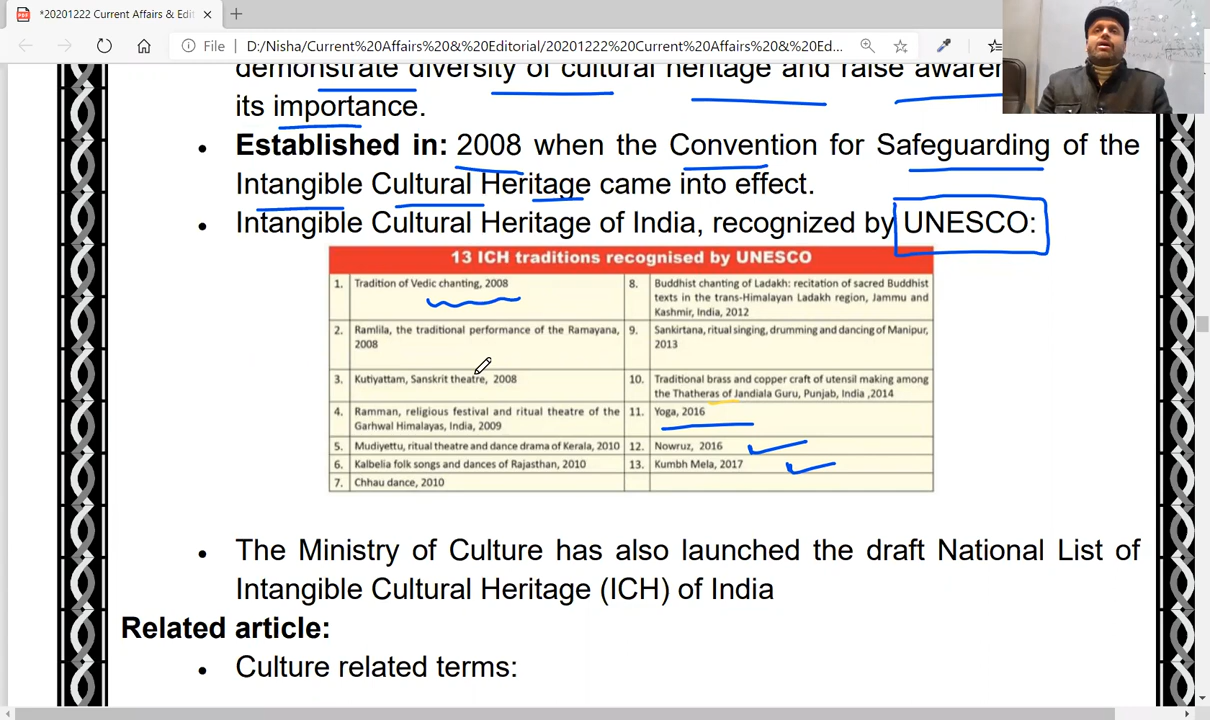 *20201222 Current Affairs & Edit
File
D:/Nisha/Current%20Affairs%20&%20Editorial/20201222%20Current%20Affairs%20&%20Ed...
demonstrate diversity of cultural heritage and raise
its importance.
• Established in: 2008 when the Convention for Safeguarding of the
Intangible Cultural Heritage came into effect.
• Intangible Cultural Heritage of India, recognized by UNESCO:
13 ICH traditions recognised by UNESCO
1. Tradition of Vedic chanting, 2008
2. Ramlila, the traditional performance of the Ramayana,
2008
3. Kutiyattam, Sanskrit theatre, 2008
4. Ramman, religious festival and ritual theatre of the
Garhwal Himalayas, India, 2009
5. Mudiyettu, ritual theatre and dance drama of Kerala, 2010
6. Kalbelia folk songs and dances of Rajasthan, 2010
7. Chhau dance, 2010
8. Buddhist chanting of Ladakh: recitation of sacred Buddhist
texts in the trans-Himalayan Ladakh region, Jammu and
Kashmir, India, 2012
9. Sankirtana, ritual singing, drumming and dancing of Manipur,
2013
10. Traditional brass and copper craft of utensil making among
the Thatheras of Jandiala Guru, Punjab, India ,2014
11. Yoga, 2016
12. Nowruz, 2016
13. Kumbh Mela, 2017
• The Ministry of Culture has also launched the draft National List of
Intangible Cultural Heritage (ICH) of India
Related article:
• Culture related terms: